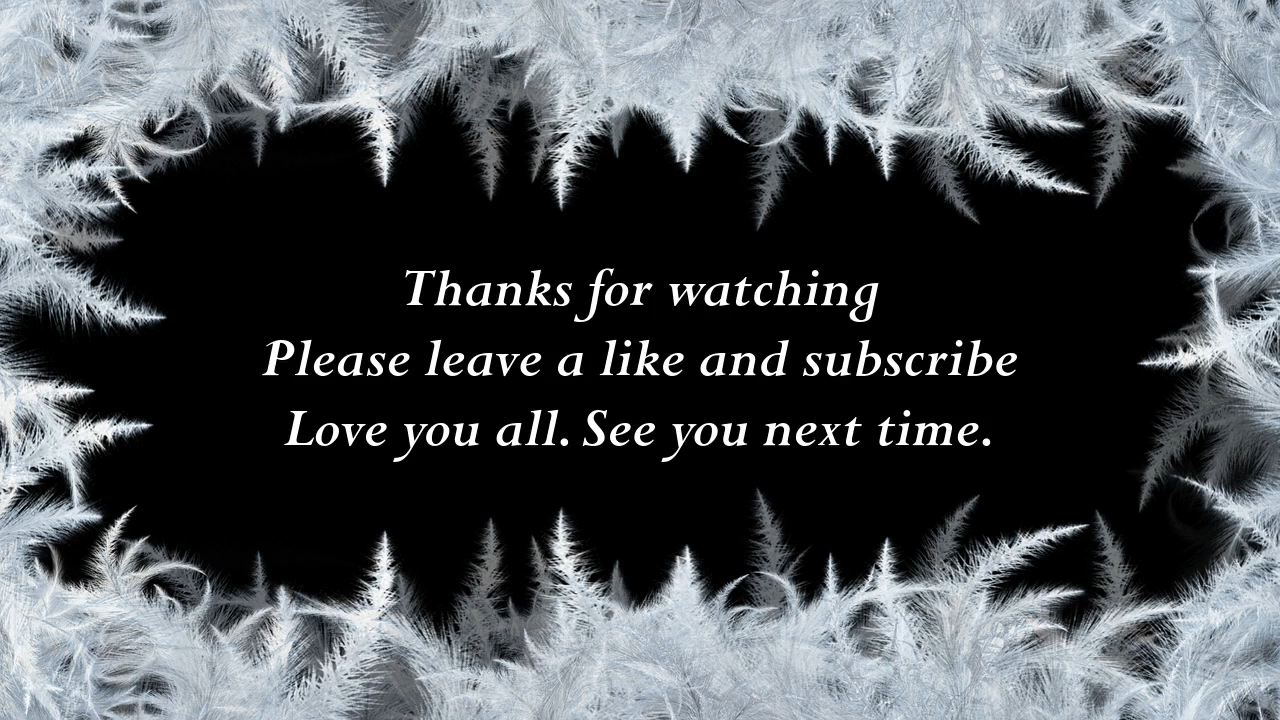 Thanks for watching
Please leave a like and subscribe
Love you all. See you next time.